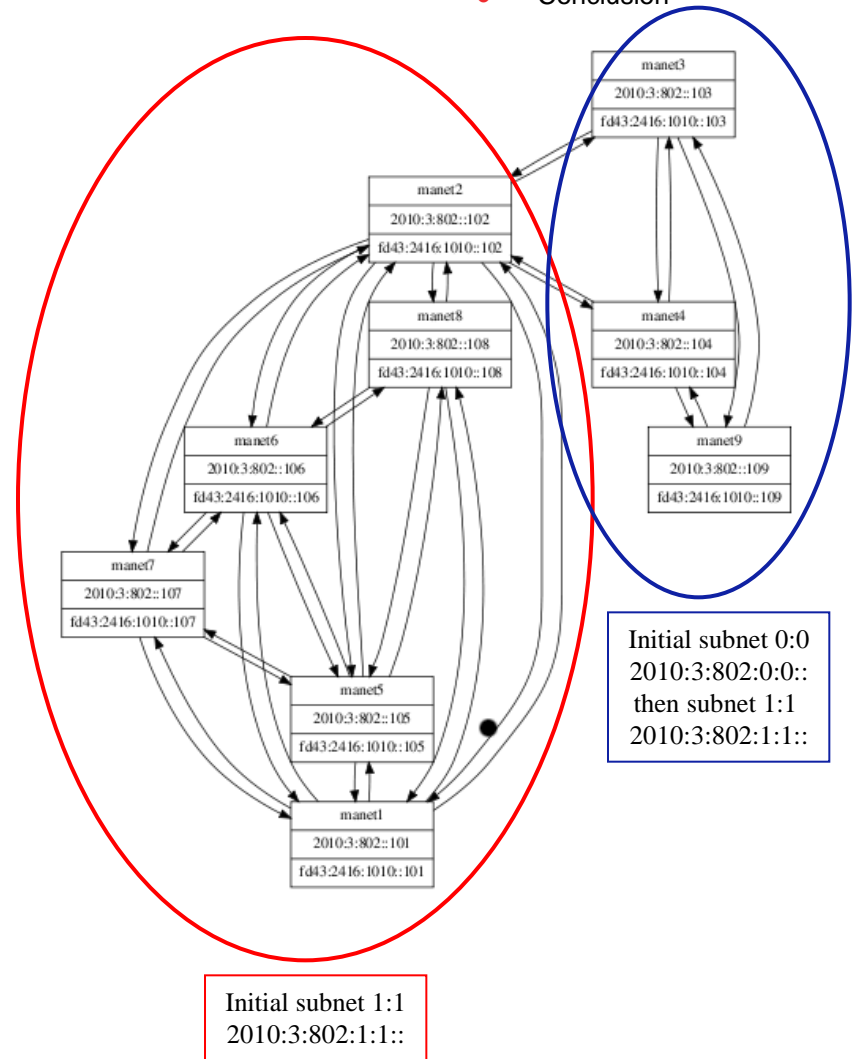 Conclusion
manet3
2010:3:802::103
fd43:2416:1010::103
manet2
2010:3:802::102
fd43:2416:1010::102
manet8
2010:3:802::108
fd43:2416:1010::108
manet4
2010:3:802::104
fd43:2416:1010::104
manet6
2010:3:802::106
fd43:2416:1010::106
manet9
2010:3:802::109
fd43:2416:1010::109
manet7
2010:3:802::107
fd43:2416:1010::107
manet5
2010:3:802::105
fd43:2416:1010::105
manet1
2010:3:802::101
fd43:2416:1010::101
Initial subnet 0:0
2010:3:802:0:0::
then subnet 1:1
2010:3:802:1:1::
Initial subnet 1:1
2010:3:802:1:1::